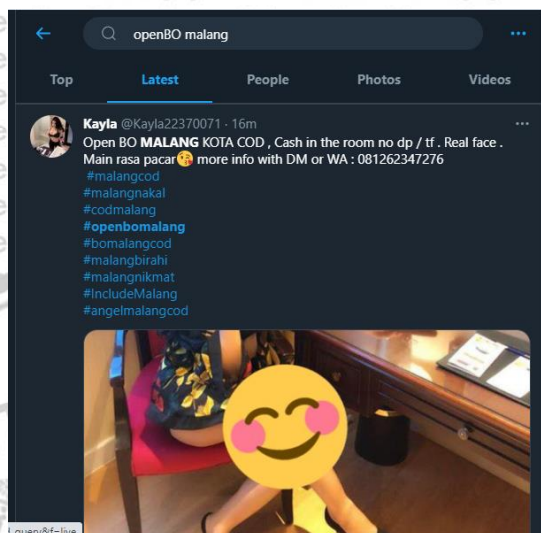 openBO malang
Top Latest People Photos Videos
Kayla @Kayla22370071 · 16m
Open BO MALANG KOTA COD , Cash in the room no dp / tf . Real face .
Main rasa pacar😘 more info with DM or WA : 081262347276
#malangcod
#malangnakal
#codmalang
#openbomalang
#bomalangcod
#malangbirahi
#malangnikmat
#IncludeMalang
#angelmalangcod